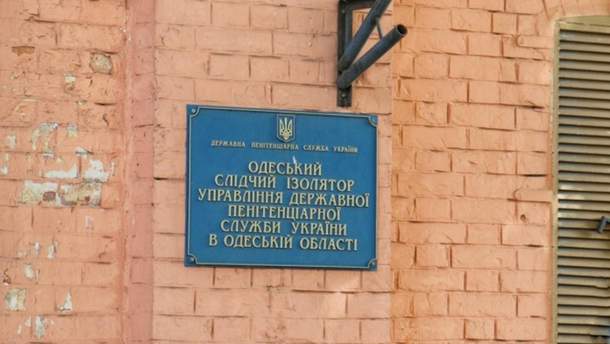 ДЕРЖАВНА ПЕНІТЕНЦІАРНА СЛУЖБА УКРАЇНИ
ОДЕСЬКИЙ
СЛІДЧИЙ ІЗОЛЯТОР
УПРАВЛІННЯ ДЕРЖАВНОЇ
ПЕНІТЕНЦІАРНОЇ
СЛУЖБИ УКРАЇНИ
В ОДЕСЬКІЙ ОБЛАСТІ